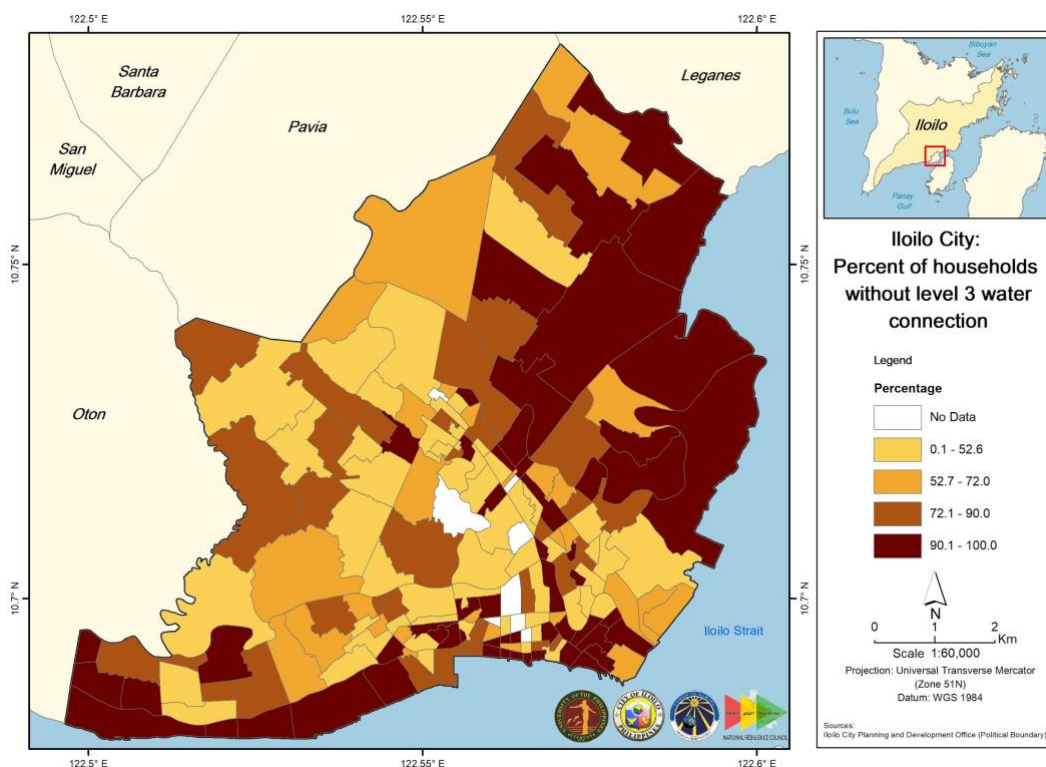 122.5° E
122.55° E
122.6° E
Santa
Barbara
Leganes
Pavia
San
Miguel
10.75° N
10.75° N
Oton
10.7° N
10.7° N
Iloilo Strait
CITY OF ILOILO
PHILIPPINES
NATIONAL RESILIENCE COUNCIL
122.5° E
122.55° E
122.6° E
Sibuyan
Sea
Sulu
Sea
Iloilo
Panay
Gulf
Iloilo City:
Percent of households
without level 3 water
connection
Legend
Percentage
No Data
0.1 - 52.6
52.7 - 72.0
72.1 - 90.0
90.1 - 100.0
N
0 1 2
Km
Scale 1:60,000
Projection: Universal Transverse Mercator
(Zone 51N)
Datum: WGS 1984
Sources:
Iloilo City Planning and Development Office (Political Boundary)